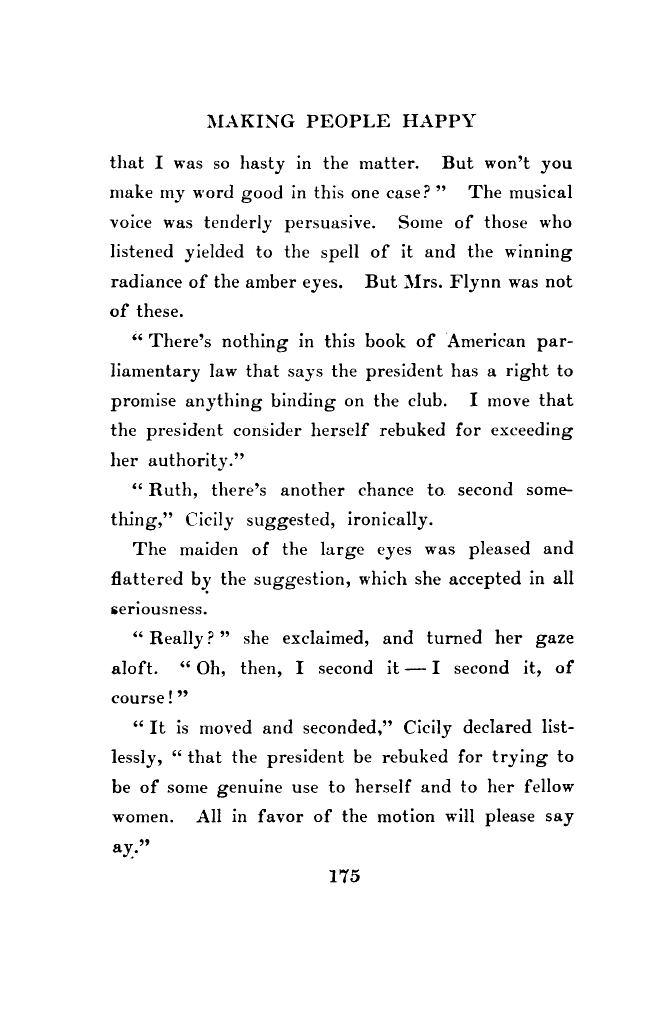 MAKING PEOPLE HAPPY
that I was so hasty in the matter. But won't you
make my word good in this one case?" The musical
voice was tenderly persuasive. Some of those who
listened yielded to the spell of it and the winning
radiance of the amber eyes. But Mrs. Flynn was not
of these.
"There's nothing in this book of American par-
liamentary law that says the president has a right to
promise anything binding on the club. I move that
the president consider herself rebuked for exceeding
her authority."
"Ruth, there's another chance to second some-
thing," Cicily suggested, ironically.
The maiden of the large eyes was pleased and
flattered by the suggestion, which she accepted in all
seriousness.
"Really?" she exclaimed, and turned her gaze
aloft. "Oh, then, I second it — I second it, of
course!"
"It is moved and seconded," Cicily declared list-
lessly, "that the president be rebuked for trying to
be of some genuine use to herself and to her fellow
women. All in favor of the motion will please say
ay."
175